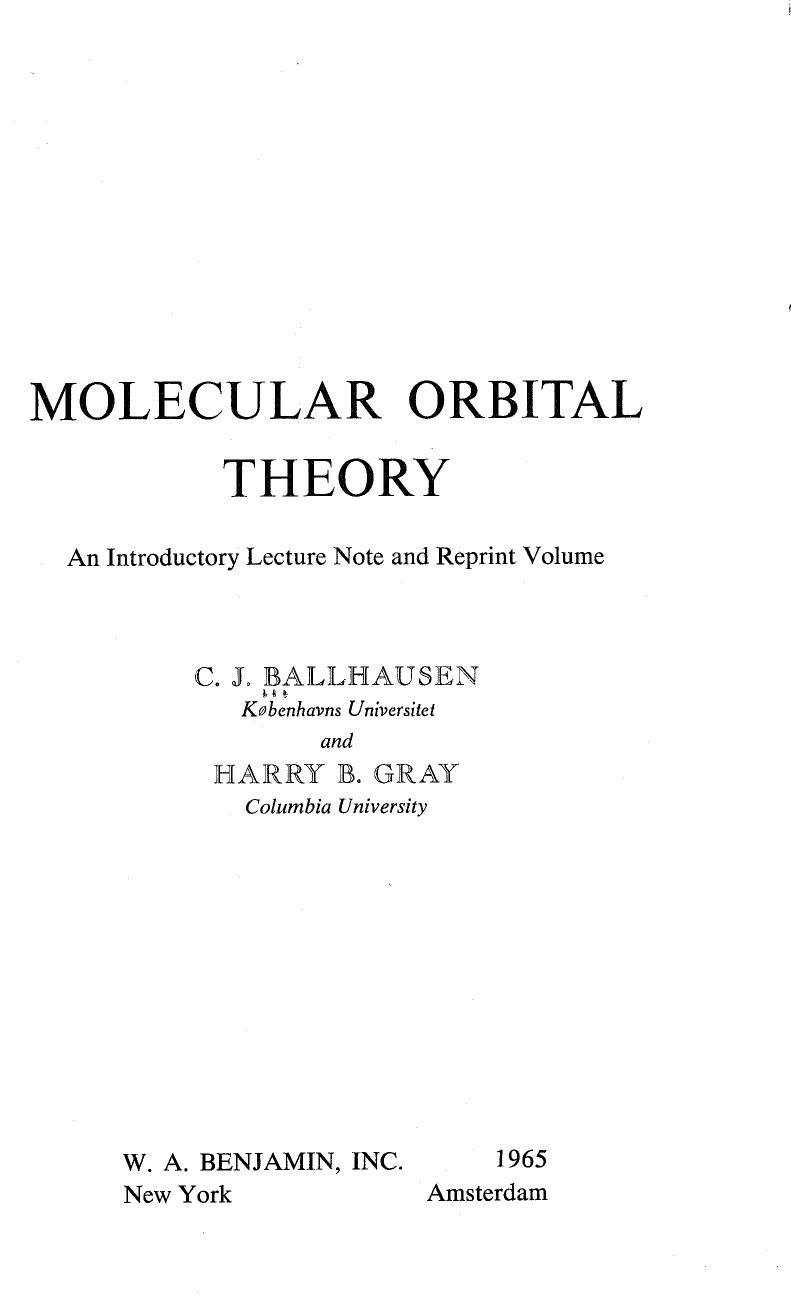 MOLECULAR ORBITAL
THEORY
An Introductory Lecture Note and Reprint Volume
C. J. BALLHAUSEN
Københavns Universitet
and
HARRY B. GRAY
Columbia University
W. A. BENJAMIN, INC. 1965
New York Amsterdam